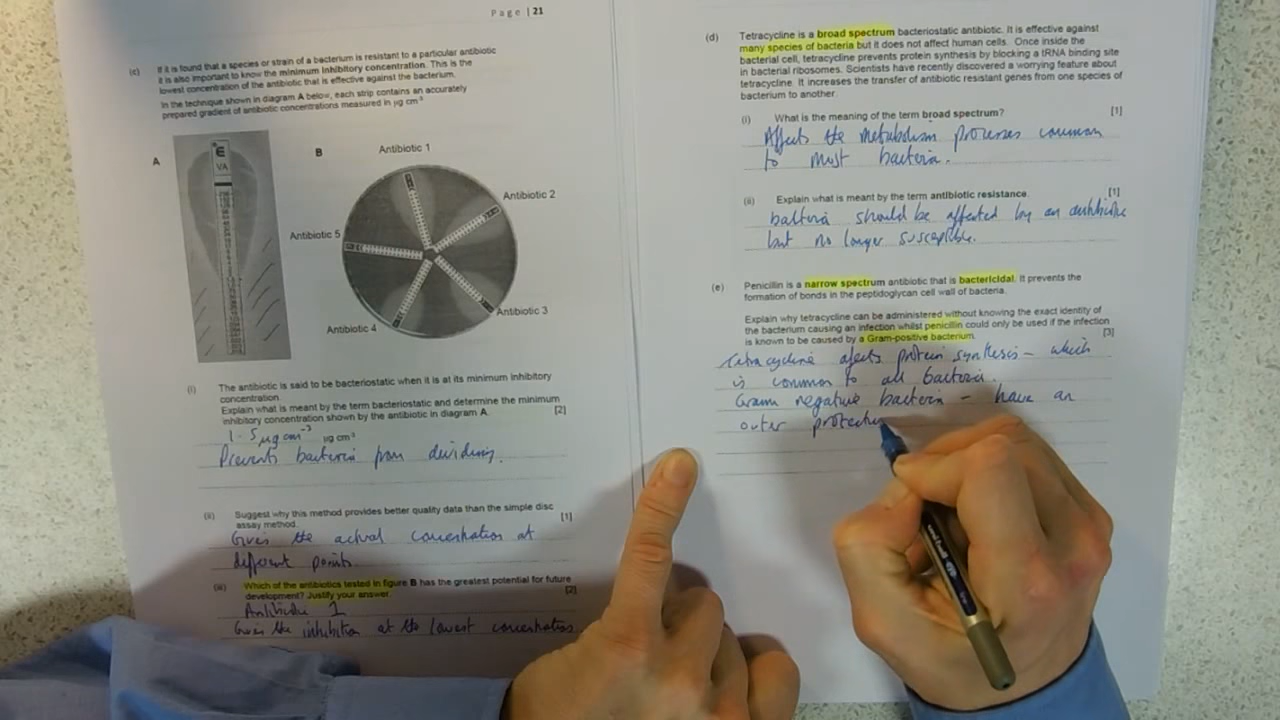 Page | 21
(c) If it is found that a species or strain of a bacterium is resistant to a particular antibiotic
it is also important to know the minimum inhibitory concentration. This is the
lowest concentration of the antibiotic that is effective against the bacterium.
In the technique shown in diagram A below, each strip contains an accurately
prepared gradient of antibiotic concentrations measured in μg cm⁻³
A
E
VA
B
Antibiotic 1
Antibiotic 2
Antibiotic 5
Antibiotic 3
Antibiotic 4
(i) The antibiotic is said to be bacteriostatic when it is at its minimum inhibitory
concentration.
Explain what is meant by the term bacteriostatic and determine the minimum
inhibitory concentration shown by the antibiotic in diagram A. [2]
1.5 μg cm⁻³ μg cm⁻³
Prevents bacteria from dividing.
(ii) Suggest why this method provides better quality data than the simple disc
assay method. [1]
Gives the actual concentration at
different points
(iii) Which of the antibiotics tested in figure B has the greatest potential for future
development? Justify your answer. [2]
Antibiotic 1
Gives the inhibition at the lowest concentration
(d) Tetracycline is a broad spectrum bacteriostatic antibiotic. It is effective against
many species of bacteria but it does not affect human cells. Once inside the
bacterial cell, tetracycline prevents protein synthesis by blocking a tRNA binding site
in bacterial ribosomes. Scientists have recently discovered a worrying feature about
tetracycline. It increases the transfer of antibiotic resistant genes from one species of
bacterium to another.
(i) What is the meaning of the term broad spectrum? [1]
Affects the metabolism processes common
to most bacteria.
(ii) Explain what is meant by the term antibiotic resistance. [1]
bacteria should be affected by an antibiotic
but no longer susceptible.
(e) Penicillin is a narrow spectrum antibiotic that is bactericidal. It prevents the
formation of bonds in the peptidoglycan cell wall of bacteria.
Explain why tetracycline can be administered without knowing the exact identity of
the bacterium causing an infection whilst penicillin could only be used if the infection
is known to be caused by a Gram-positive bacterium. [3]
Tetracycline afects protein synthesis - which
is common to all bacteria.
Gram negative bacteria - have an
outer protective